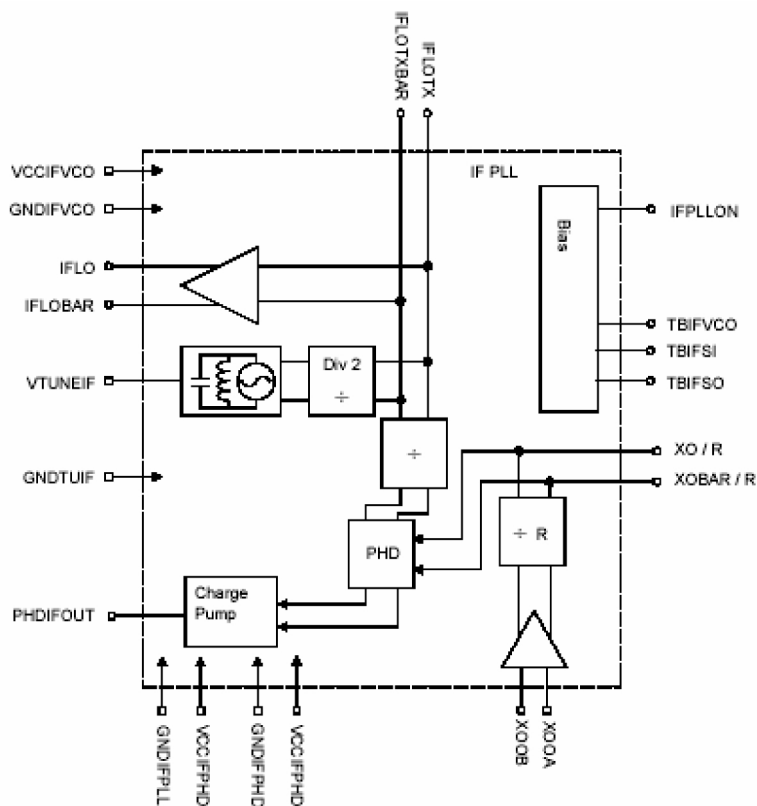 IFLOTXBAR
IFLOTX
IF PLL
VCCIFVCO
GNDIFVCO
IFLO
IFLOBAR
VTUNEIF
GNDTUIF
PHDIFOUT
Bias
IFPLLON
TBIFVCO
TBIFSI
TBIFSO
Div 2
÷
÷
XO / R
XOBAR / R
÷ R
PHD
Charge
Pump
GNDIFPLL
VCCIFPHD
GNDIFPHD
VCCIFPHD
XOOB
XOOA